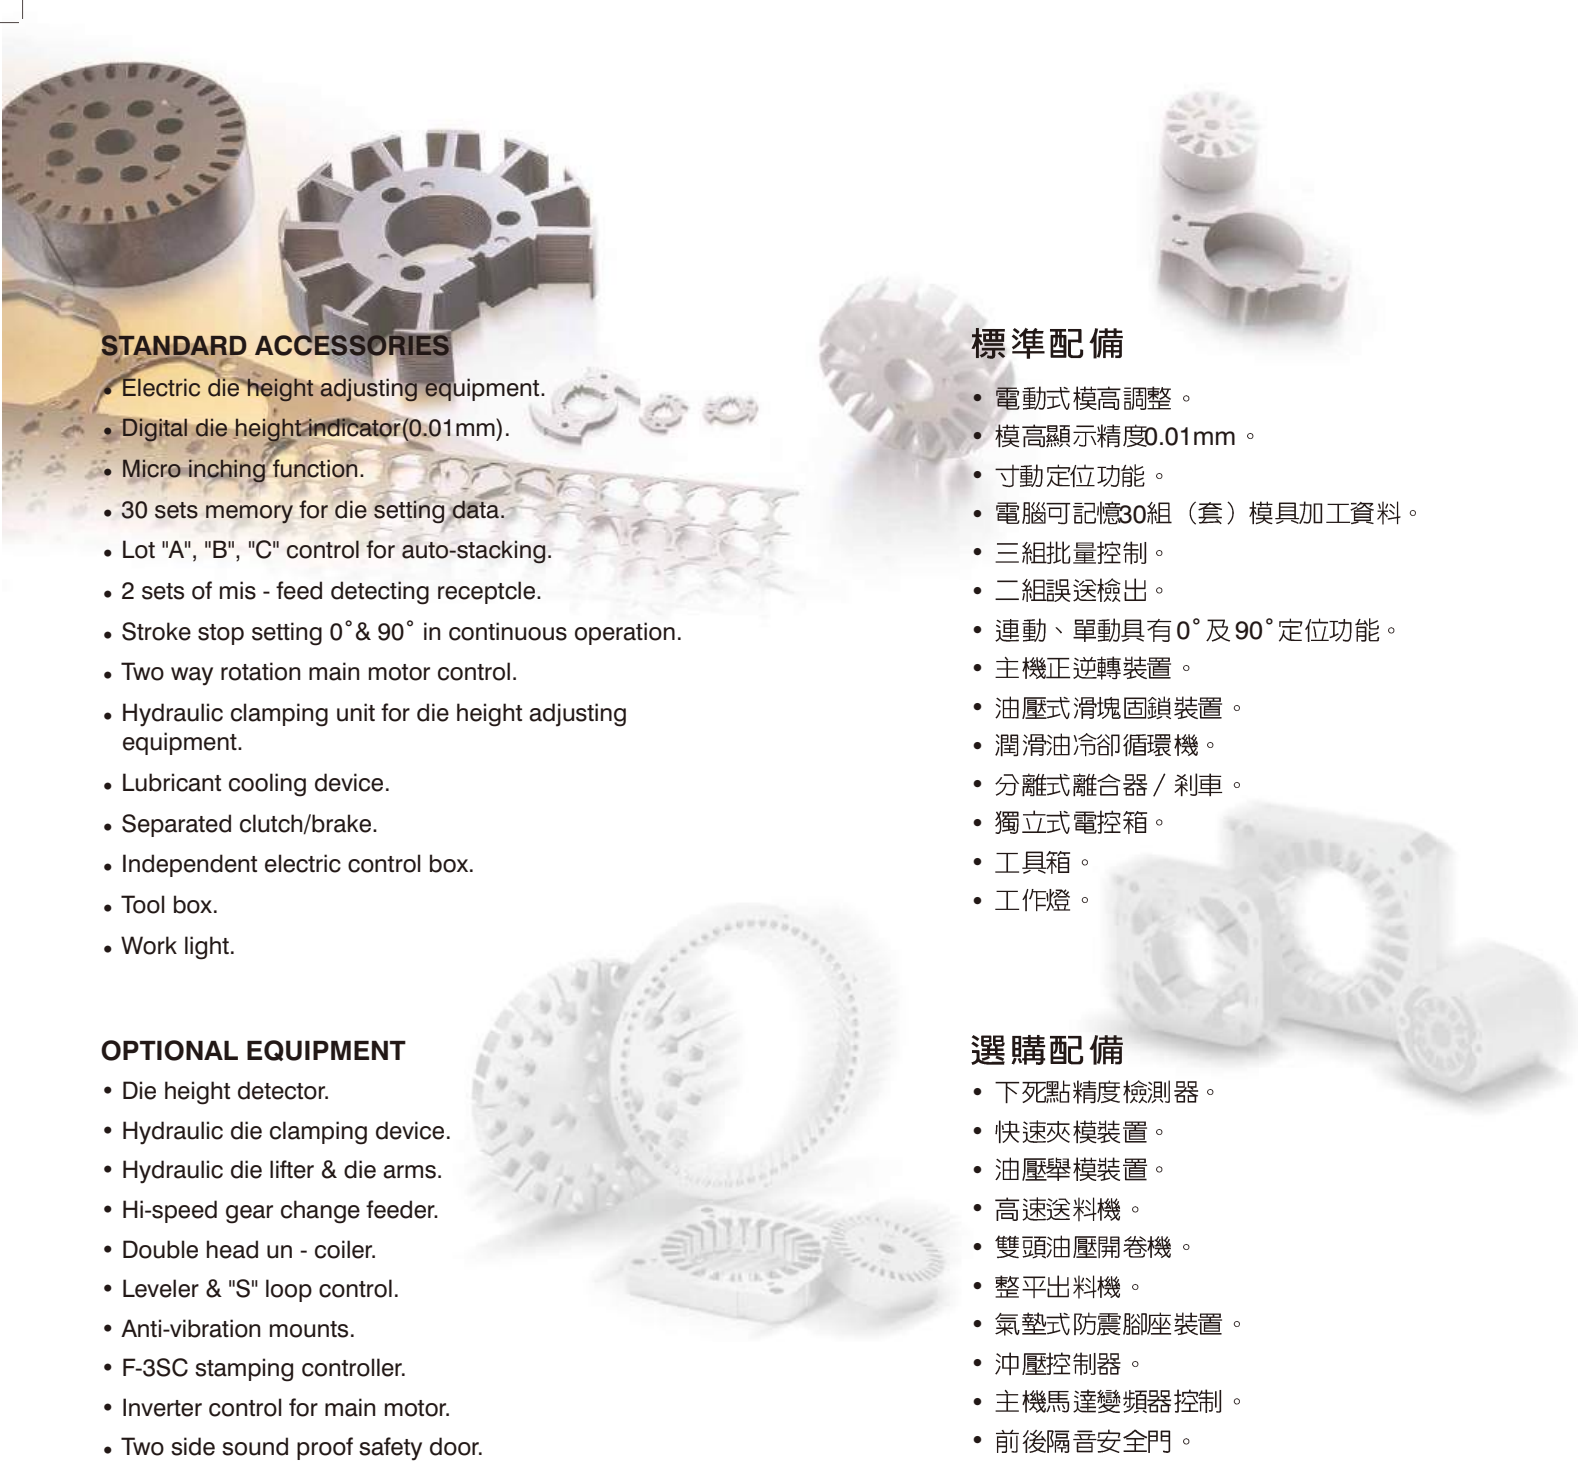 STANDARD ACCESSORIES
• Electric die height adjusting equipment.
• Digital die height indicator(0.01mm).
• Micro inching function.
• 30 sets memory for die setting data.
• Lot "A", "B", "C" control for auto-stacking.
• 2 sets of mis - feed detecting receptcle.
• Stroke stop setting 0˚& 90˚ in continuous operation.
• Two way rotation main motor control.
• Hydraulic clamping unit for die height adjusting
equipment.
• Lubricant cooling device.
• Separated clutch/brake.
• Independent electric control box.
• Tool box.
• Work light.
OPTIONAL EQUIPMENT
• Die height detector.
• Hydraulic die clamping device.
• Hydraulic die lifter & die arms.
• Hi-speed gear change feeder.
• Double head un - coiler.
• Leveler & "S" loop control.
• Anti-vibration mounts.
• F-3SC stamping controller.
• Inverter control for main motor.
• Two side sound proof safety door.
標準配備
• 電動式模高調整。
• 模高顯示精度0.01mm。
• 寸動定位功能。
• 電腦可記憶30組（套）模具加工資料。
• 三組批量控制。
• 二組誤送檢出。
• 連動、單動具有0˚及90˚定位功能。
• 主機正逆轉裝置。
• 油壓式滑塊固鎖裝置。
• 潤滑油冷卻循環機。
• 分離式離合器／剎車。
• 獨立式電控箱。
• 工具箱。
• 工作燈。
選購配備
• 下死點精度檢測器。
• 快速夾模裝置。
• 油壓舉模裝置。
• 高速送料機。
• 雙頭油壓開卷機。
• 整平出料機。
• 氣墊式防震腳座裝置。
• 沖壓控制器。
• 主機馬達變頻器控制。
• 前後隔音安全門。